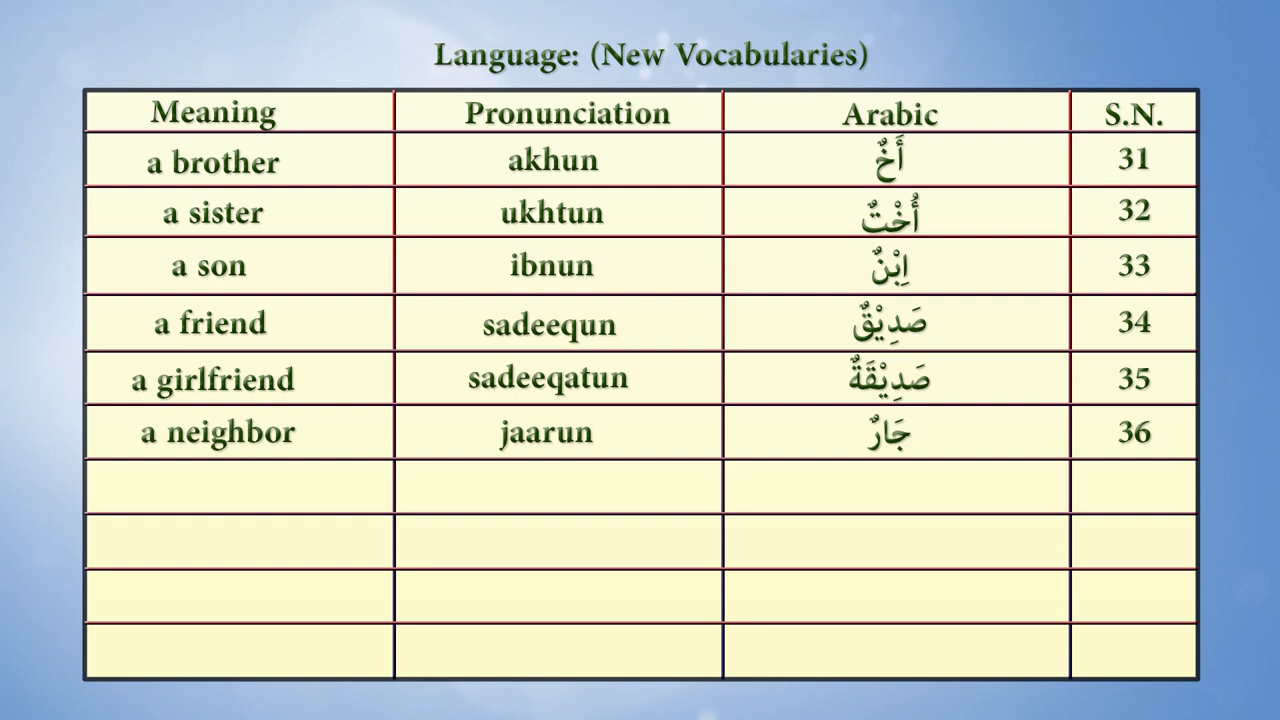 Language: (New Vocabularies)
Meaning Pronunciation Arabic S.N.
a brother akhun أَخٌ 31
a sister ukhtun أُخْتٌ 32
a son ibnun اِبْنٌ 33
a friend sadeequn صَدِيْقٌ 34
a girlfriend sadeeqatun صَدِيْقَةٌ 35
a neighbor jaarun جَارٌ 36